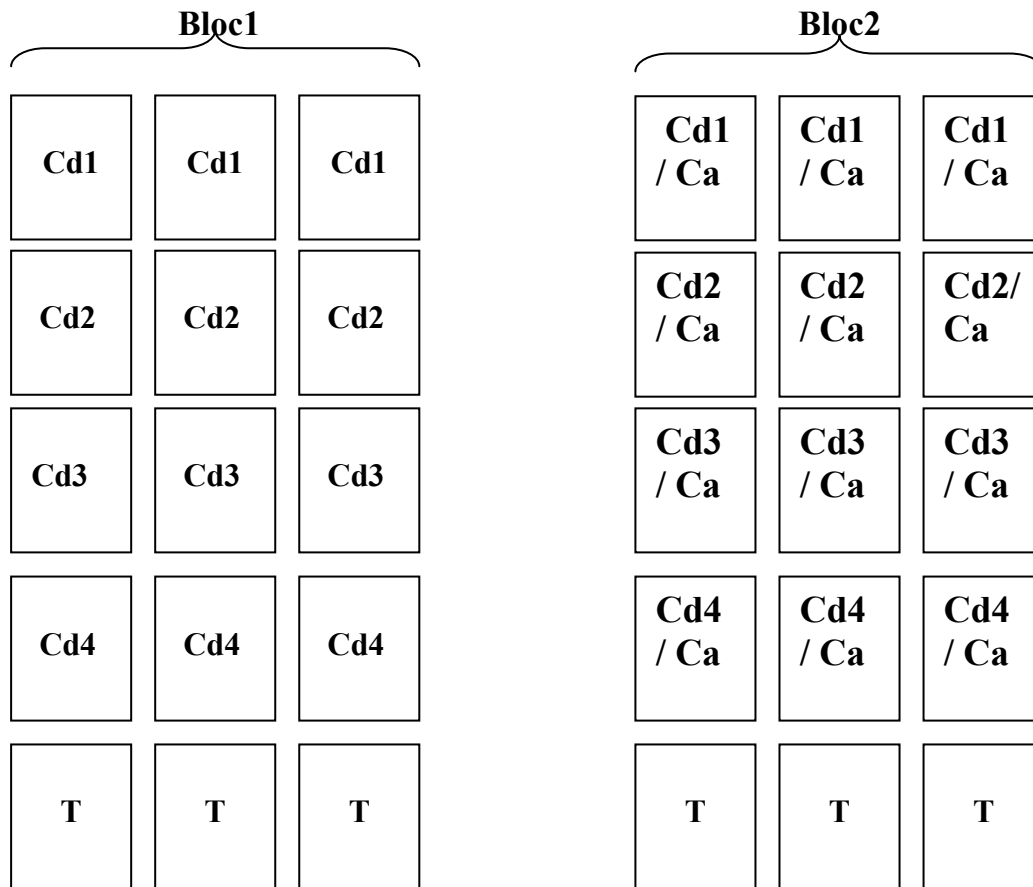 Bloc1
Bloc2
Cd1 Cd1 Cd1
Cd1 Cd1 Cd1
/ Ca / Ca / Ca
Cd2 Cd2 Cd2
Cd2 Cd2 Cd2/
/ Ca / Ca Ca
Cd3 Cd3 Cd3
Cd3 Cd3 Cd3
/ Ca / Ca / Ca
Cd4 Cd4 Cd4
Cd4 Cd4 Cd4
/ Ca / Ca / Ca
T T T
T T T